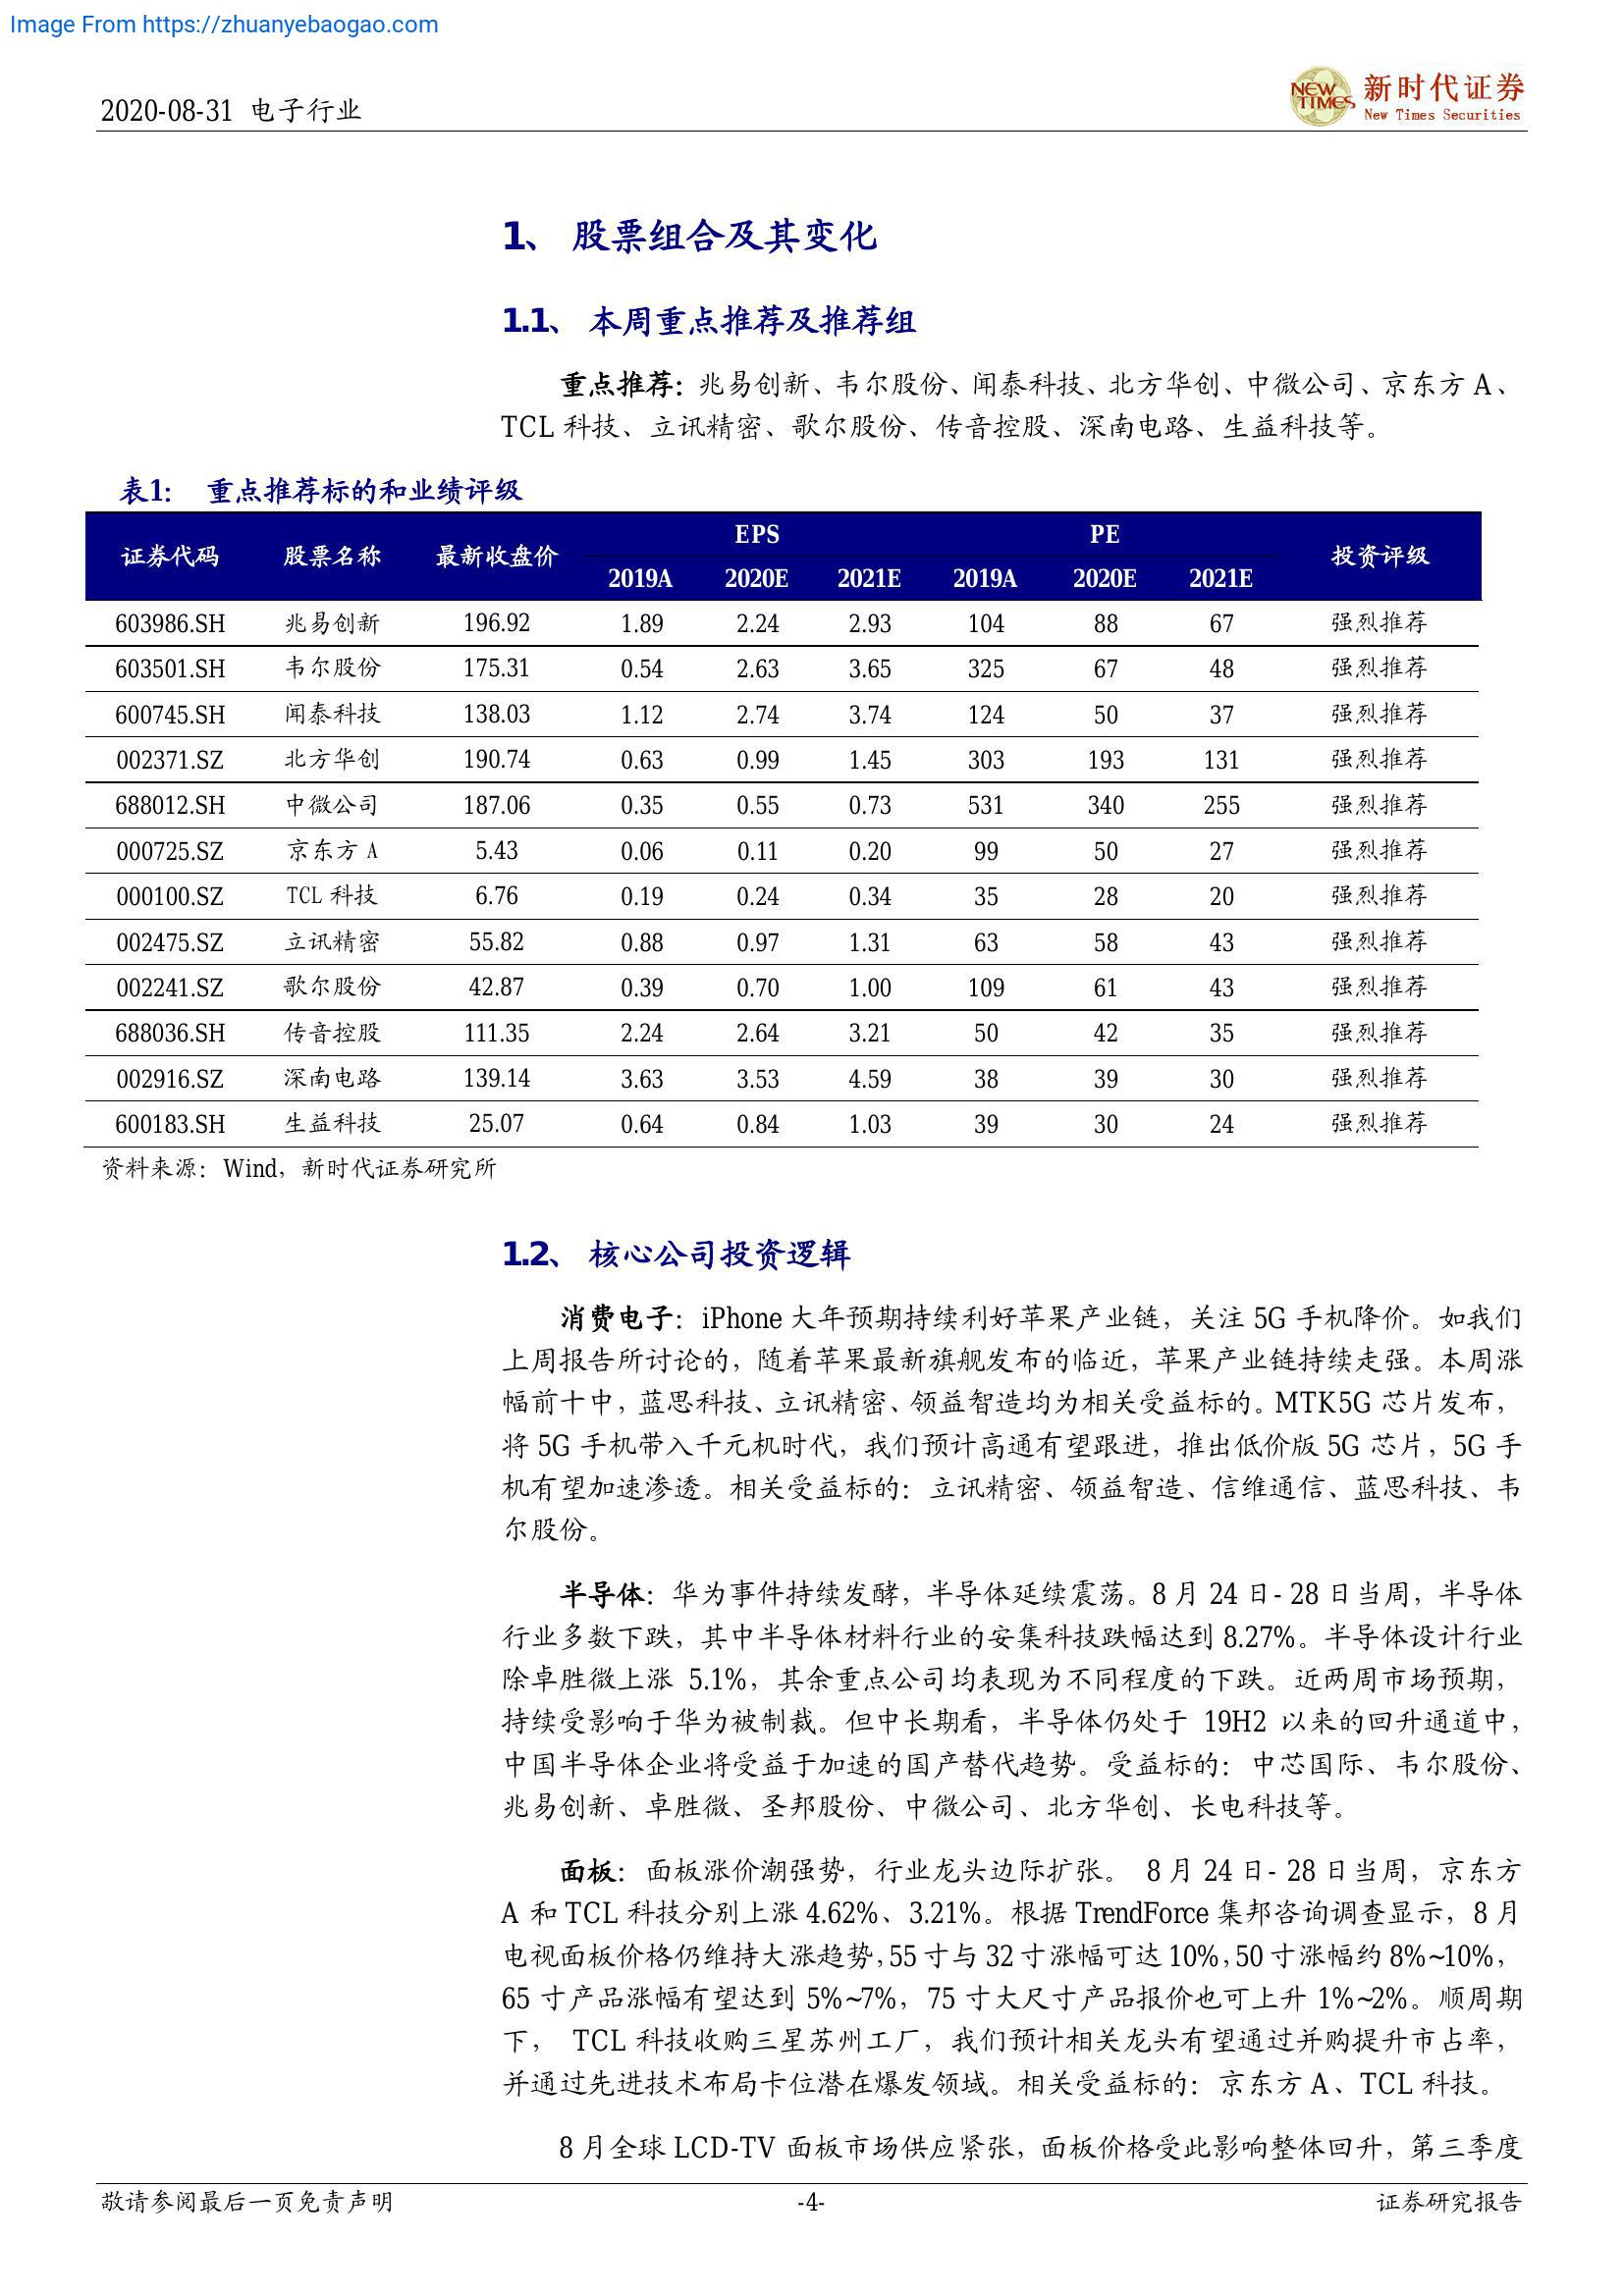 Image From https://zhuanyebaogao.com
2020-08-31 电子行业
NEW TIMES 新时代证券
New Times Securities
1、 股票组合及其变化
1.1、 本周重点推荐及推荐组
重点推荐：兆易创新、韦尔股份、闻泰科技、北方华创、中微公司、京东方 A、
TCL 科技、立讯精密、歌尔股份、传音控股、深南电路、生益科技等。
表1： 重点推荐标的和业绩评级
证券代码 股票名称 最新收盘价 EPS PE 投资评级
2019A 2020E 2021E 2019A 2020E 2021E
603986.SH 兆易创新 196.92 1.89 2.24 2.93 104 88 67 强烈推荐
603501.SH 韦尔股份 175.31 0.54 2.63 3.65 325 67 48 强烈推荐
600745.SH 闻泰科技 138.03 1.12 2.74 3.74 124 50 37 强烈推荐
002371.SZ 北方华创 190.74 0.63 0.99 1.45 303 193 131 强烈推荐
688012.SH 中微公司 187.06 0.35 0.55 0.73 531 340 255 强烈推荐
000725.SZ 京东方 A 5.43 0.06 0.11 0.20 99 50 27 强烈推荐
000100.SZ TCL 科技 6.76 0.19 0.24 0.34 35 28 20 强烈推荐
002475.SZ 立讯精密 55.82 0.88 0.97 1.31 63 58 43 强烈推荐
002241.SZ 歌尔股份 42.87 0.39 0.70 1.00 109 61 43 强烈推荐
688036.SH 传音控股 111.35 2.24 2.64 3.21 50 42 35 强烈推荐
002916.SZ 深南电路 139.14 3.63 3.53 4.59 38 39 30 强烈推荐
600183.SH 生益科技 25.07 0.64 0.84 1.03 39 30 24 强烈推荐
资料来源：Wind，新时代证券研究所
1.2、 核心公司投资逻辑
消费电子：iPhone 大年预期持续利好苹果产业链，关注 5G 手机降价。如我们
上周报告所讨论的，随着苹果最新旗舰发布的临近，苹果产业链持续走强。本周涨
幅前十中，蓝思科技、立讯精密、领益智造均为相关受益标的。MTK5G 芯片发布，
将 5G 手机带入千元机时代，我们预计高通有望跟进，推出低价版 5G 芯片，5G 手
机有望加速渗透。相关受益标的：立讯精密、领益智造、信维通信、蓝思科技、韦
尔股份。
半导体：华为事件持续发酵，半导体延续震荡。8 月 24 日- 28 日当周，半导体
行业多数下跌，其中半导体材料行业的安集科技跌幅达到 8.27%。半导体设计行业
除卓胜微上涨 5.1%，其余重点公司均表现为不同程度的下跌。近两周市场预期，
持续受影响于华为被制裁。但中长期看，半导体仍处于 19H2 以来的回升通道中，
中国半导体企业将受益于加速的国产替代趋势。受益标的：中芯国际、韦尔股份、
兆易创新、卓胜微、圣邦股份、中微公司、北方华创、长电科技等。
面板：面板涨价潮强势，行业龙头边际扩张。 8 月 24 日- 28 日当周，京东方
A 和 TCL 科技分别上涨 4.62%、3.21%。根据 TrendForce 集邦咨询调查显示，8 月
电视面板价格仍维持大涨趋势，55 寸与 32 寸涨幅可达 10%，50 寸涨幅约 8%~10%，
65 寸产品涨幅有望达到 5%~7%，75 寸大尺寸产品报价也可上升 1%~2%。顺周期
下， TCL 科技收购三星苏州工厂，我们预计相关龙头有望通过并购提升市占率，
并通过先进技术布局卡位潜在爆发领域。相关受益标的：京东方 A、TCL 科技。
8 月全球 LCD-TV 面板市场供应紧张，面板价格受此影响整体回升，第三季度
敬请参阅最后一页免责声明 -4- 证券研究报告